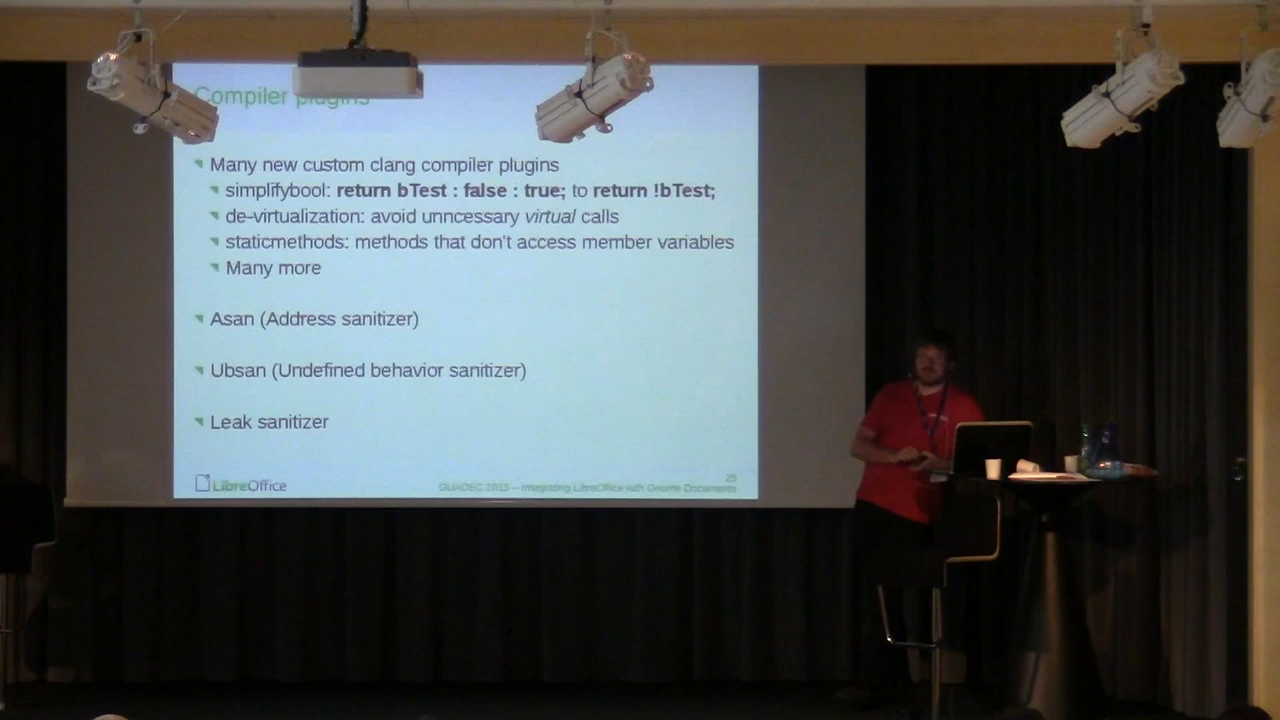 Compiler plugins
Many new custom clang compiler plugins
simplifybool: return bTest : false : true; to return !bTest;
de-virtualization: avoid unncessary virtual calls
staticmethods: methods that don't access member variables
Many more
Asan (Address sanitizer)
Ubsan (Undefined behavior sanitizer)
Leak sanitizer
25
LibreOffice
GUADEC 2015 – Integrating LibreOffice with Gnome Documents